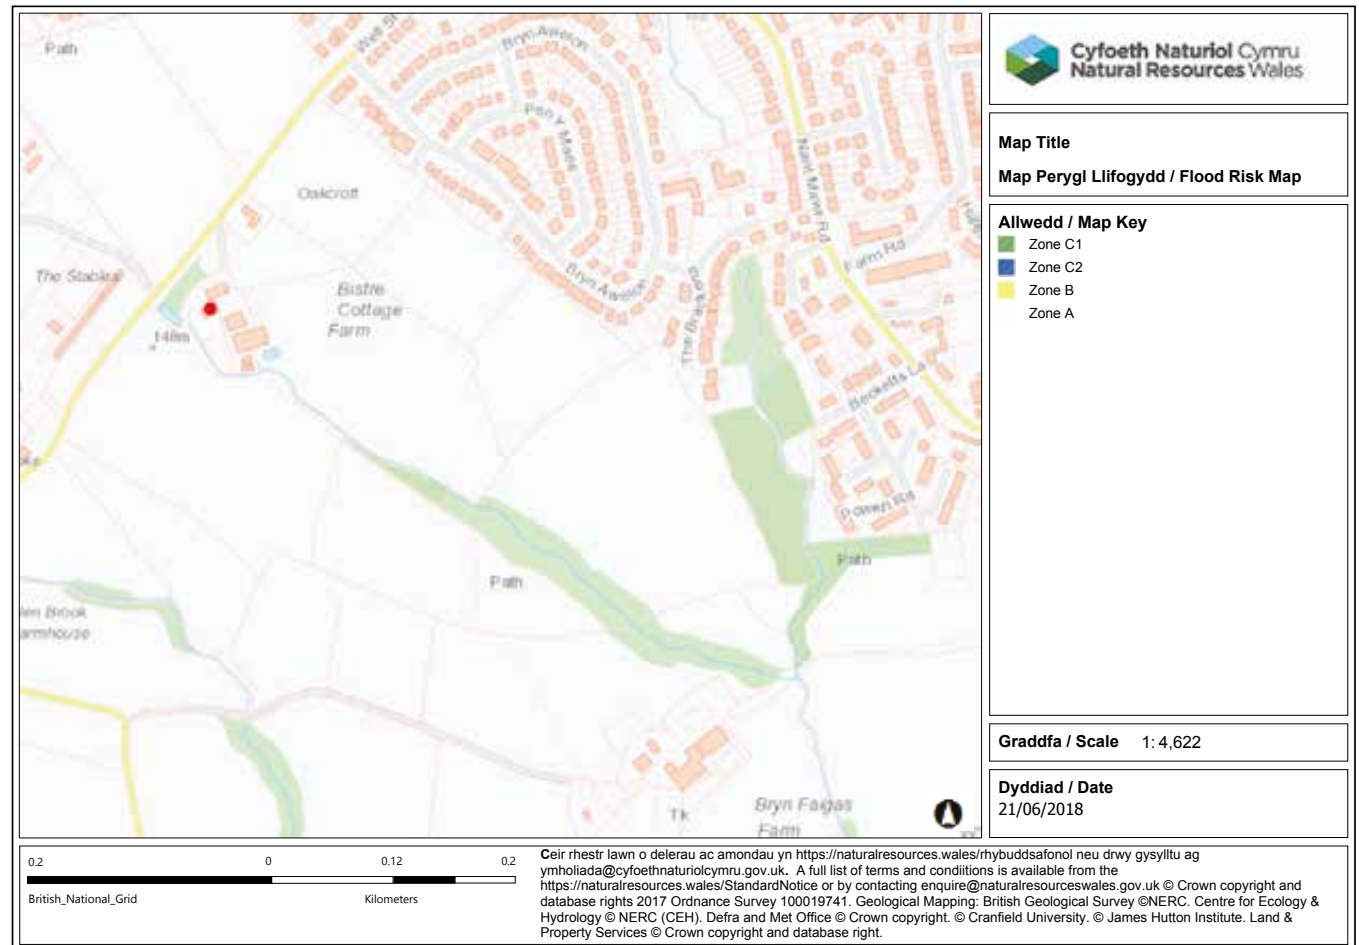 Path
Well St
Bryn Awelon
Pen Y Maes
Nant Mawr Rd
Oakcroft
Farm Rd
The Stables
Bistre
Cottage
Farm
Bryn Awelon
The Brackens
148m
Becketts La
Powell Rd
Path
Path
Brook
Tk
Bryn Faigas
Farm
Cyfoeth Naturiol Cymru
Natural Resources Wales
Map Title
Map Perygl Llifogydd / Flood Risk Map
Allwedd / Map Key
Zone C1
Zone C2
Zone B
Zone A
Graddfa / Scale 1: 4,622
Dyddiad / Date
21/06/2018
0.2 0 0.12 0.2
British_National_Grid Kilometers
Ceir rhestr lawn o delerau ac amondau yn https://naturalresources.wales/rhybuddsafonol neu drwy gysylltu ag
ymholiada@cyfoethnaturiolcymru.gov.uk. A full list of terms and condiitions is available from the
https://naturalresources.wales/StandardNotice or by contacting enquire@naturalresourceswales.gov.uk © Crown copyright and
database rights 2017 Ordnance Survey 100019741. Geological Mapping: British Geological Survey ©NERC. Centre for Ecology &
Hydrology © NERC (CEH). Defra and Met Office © Crown copyright. © Cranfield University. © James Hutton Institute. Land &
Property Services © Crown copyright and database right.